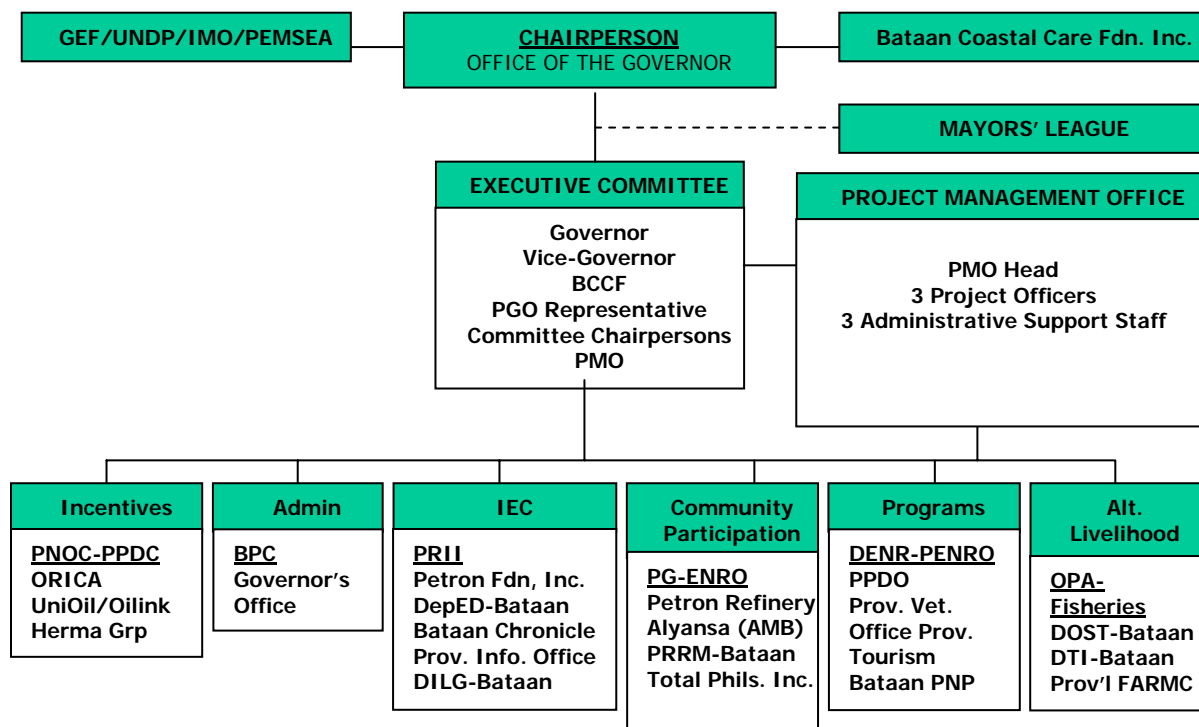 GEF/UNDP/IMO/PEMSEA
CHAIRPERSON
OFFICE OF THE GOVERNOR
Bataan Coastal Care Fdn. Inc.
MAYORS' LEAGUE
EXECUTIVE COMMITTEE
Governor
Vice-Governor
BCCF
PGO Representative
Committee Chairpersons
PMO
PROJECT MANAGEMENT OFFICE
PMO Head
3 Project Officers
3 Administrative Support Staff
Incentives
PNOC-PPDC
ORICA
UniOil/Oilink
Herma Grp
Admin
BPC
Governor's
Office
IEC
PRII
Petron Fdn, Inc.
DepED-Bataan
Bataan Chronicle
Prov. Info. Office
DILG-Bataan
Community
Participation
PG-ENRO
Petron Refinery
Alyansa (AMB)
PRRM-Bataan
Total Phils. Inc.
Programs
DENR-PENRO
PPDO
Prov. Vet.
Office Prov.
Tourism
Bataan PNP
Alt.
Livelihood
OPA-
Fisheries
DOST-Bataan
DTI-Bataan
Prov'l FARMC